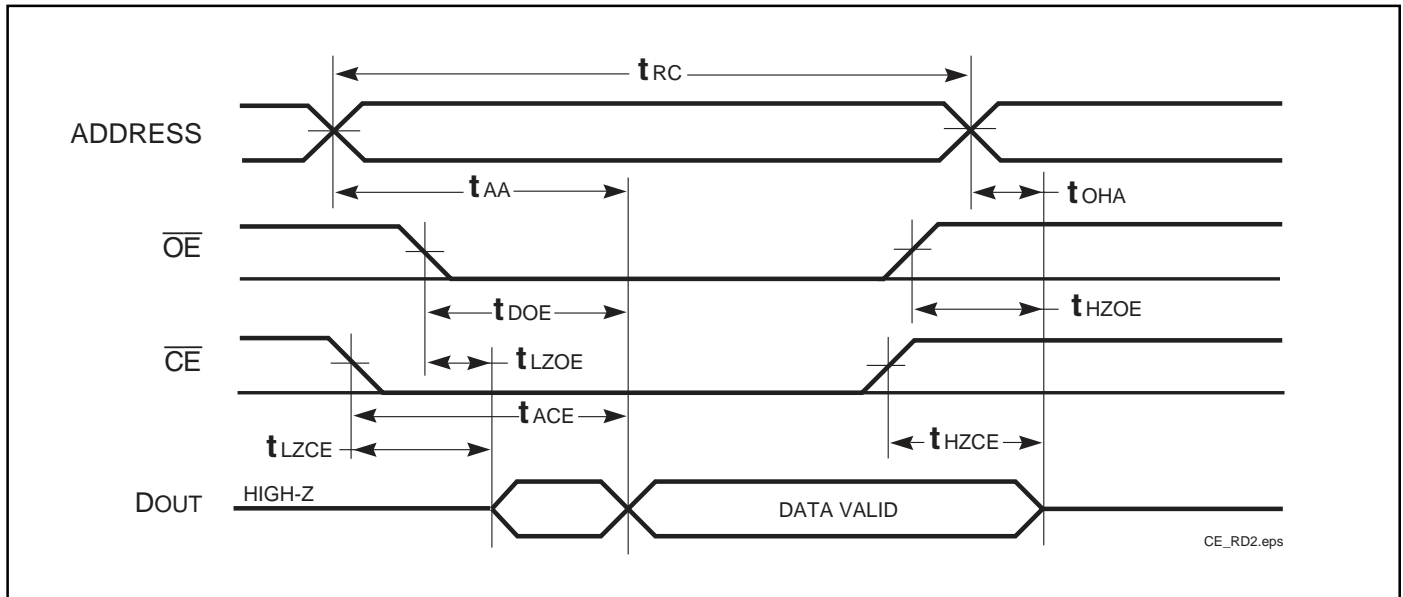 tRC
ADDRESS
tAA
tOHA
OE
tDOE
tHZOE
CE
tLZOE
tACE
tLZCE
tHZCE
DOUT
HIGH-Z
DATA VALID
CE_RD2.eps